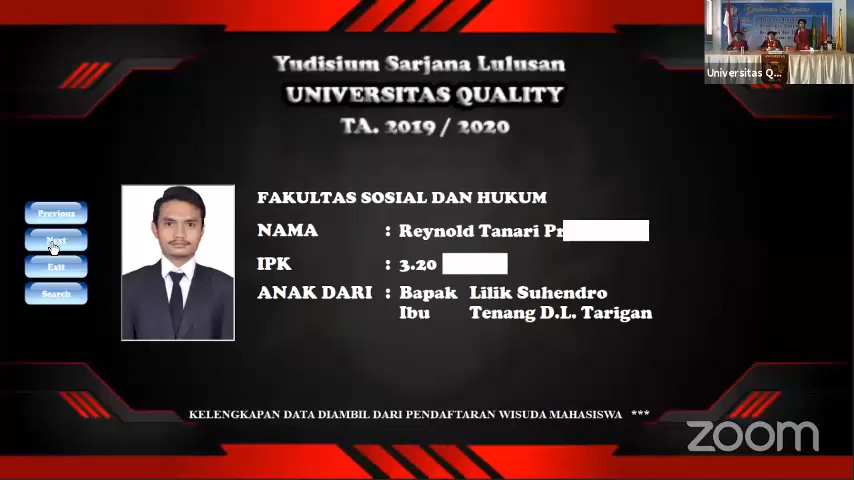 Yudisium Sarjana Lulusan
UNIVERSITAS QUALITY
TA. 2019 / 2020
Universitas Q...
Previous
Next
Exit
Search
FAKULTAS SOSIAL DAN HUKUM
NAMA : Reynold Tanari Pr
IPK : 3.20
ANAK DARI : Bapak Lilik Suhendro
Ibu Tenang D.L. Tarigan
KELENGKAPAN DATA DIAMBIL DARI PENDAFTARAN WISUDA MAHASISWA ***
zoom